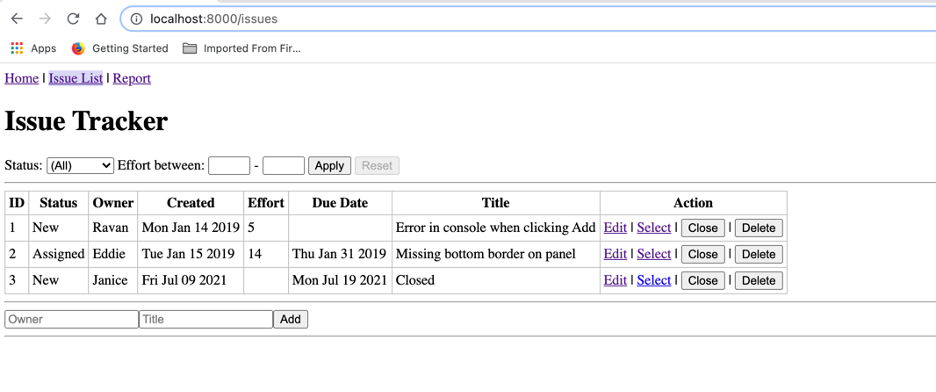 localhost:8000/issues
Apps Getting Started Imported From Fir...
Home | Issue List | Report
Issue Tracker
Status: (All) Effort between: - Apply Reset
ID Status Owner Created Effort Due Date Title Action
1 New Ravan Mon Jan 14 2019 5 Error in console when clicking Add Edit | Select | Close | Delete
2 Assigned Eddie Tue Jan 15 2019 14 Thu Jan 31 2019 Missing bottom border on panel Edit | Select | Close | Delete
3 New Janice Fri Jul 09 2021 Mon Jul 19 2021 Closed Edit | Select | Close | Delete
Owner Title Add